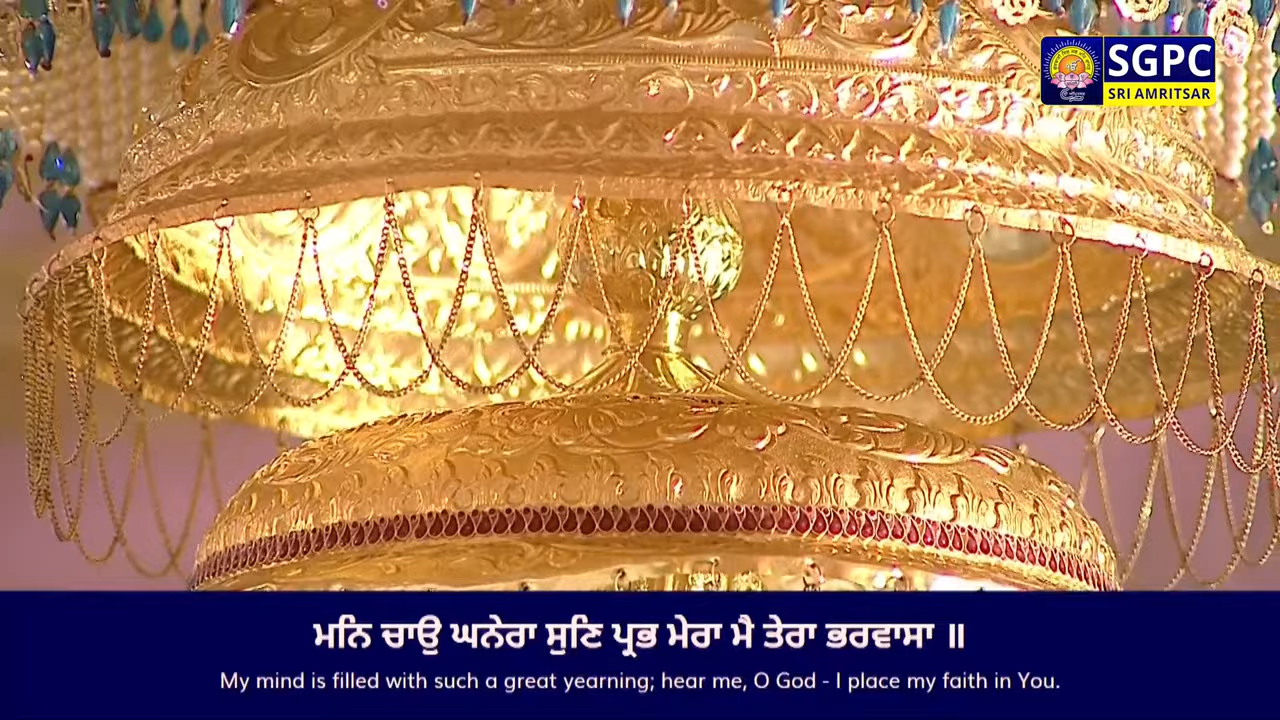 SGPC
SRI AMRITSAR
ਮਨਿ ਚਾਉ ਘਨੇਰਾ ਸੁਣਿ ਪ੍ਰਭ ਮੇਰਾ ਮੈ ਤੇਰਾ ਭਰਵਾਸਾ ॥
My mind is filled with such a great yearning; hear me, O God - I place my faith in You.